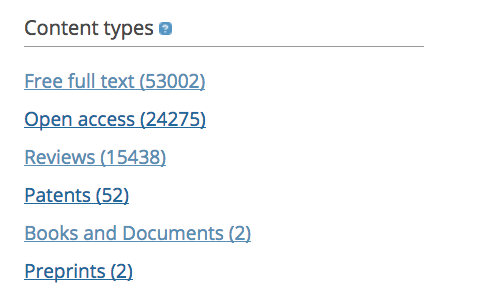 Content types ?
Free full text (53002)
Open access (24275)
Reviews (15438)
Patents (52)
Books and Documents (2)
Preprints (2)